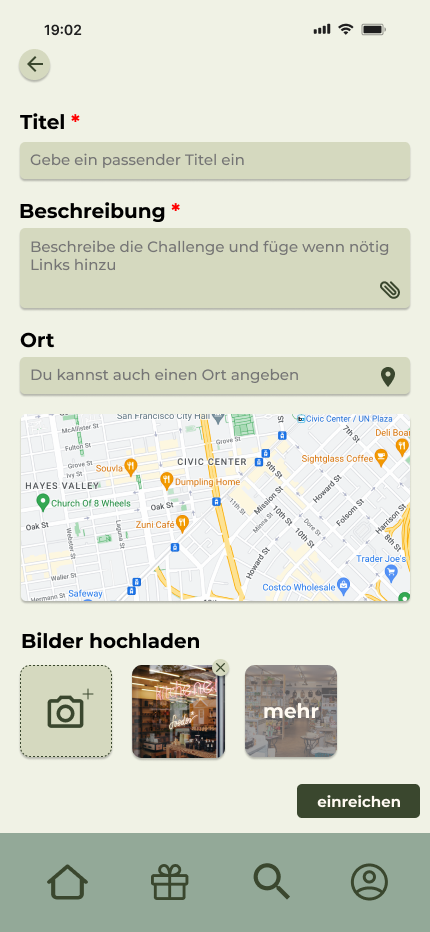 19:02
Titel *
Gebe ein passender Titel ein
Beschreibung *
Beschreibe die Challenge und füge wenn nötig
Links hinzu
Ort
Du kannst auch einen Ort angeben
San Francisco City Hall
Civic Center / UN Plaza
McAllister St
Grove St
7th St
Deli Boar
Fulton St
Grove St
Souvla
CIVIC CENTER
9th St
Sightglass Coffee
Ivy St
HAYES VALLEY
Dumpling Home
Mission St
Howard St
Church Of 8 Wheels
11th St
10th St
Folsom St
Harrison St
Oak St
Zuni Café
Minna St
10th St
Dore St
8th St
Webster St
Laguna St
Oak St
Howard St
Trader Joe's
Waller St
Costco Wholesale
Hermann St
Safeway
Bilder hochladen
mehr
einreichen